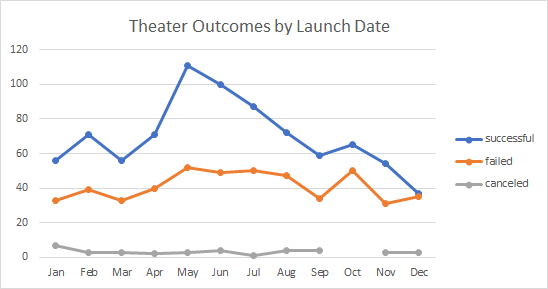 Theater Outcomes by Launch Date
120
100
80
60
40
20
0
Jan Feb Mar Apr May Jun Jul Aug Sep Oct Nov Dec
successful
failed
canceled